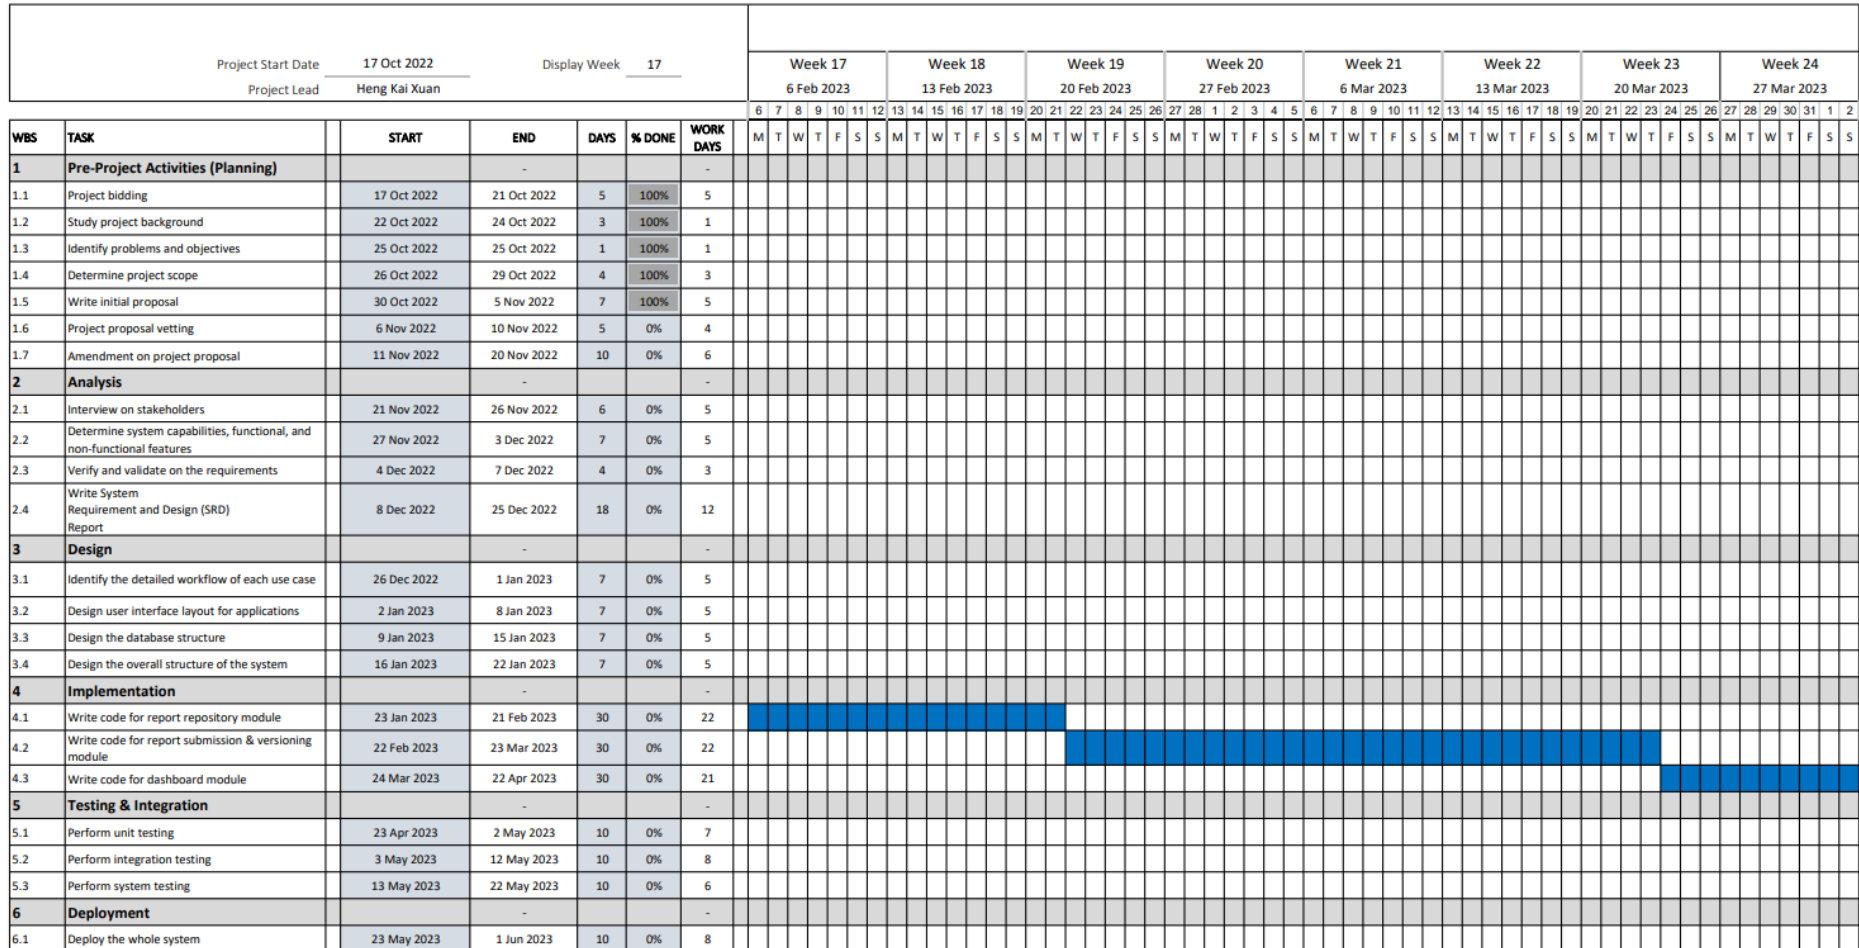 Week 17 Week 18 Week 19 Week 20 Week 21 Week 22 Week 23 Week 24
Project Start Date 17 Oct 2022 Display Week 17
6 Feb 2023 13 Feb 2023 20 Feb 2023 27 Feb 2023 6 Mar 2023 13 Mar 2023 20 Mar 2023 27 Mar 2023
Project Lead Heng Kai Xuan
6 7 8 9 10 11 12 13 14 15 16 17 18 19 20 21 22 23 24 25 26 27 28 1 2 3 4 5 6 7 8 9 10 11 12 13 14 15 16 17 18 19 20 21 22 23 24 25 26 27 28 29 30 31 1 2
WBS TASK START END DAYS % DONE WORK DAYS M T W T F S S M T W T F S S M T W T F S S M T W T F S S M T W T F S S M T W T F S S M T W T F S S M T W T F S S
1 Pre-Project Activities (Planning) - -
1.1 Project bidding 17 Oct 2022 21 Oct 2022 5 100% 5
1.2 Study project background 22 Oct 2022 24 Oct 2022 3 100% 1
1.3 Identify problems and objectives 25 Oct 2022 25 Oct 2022 1 100% 1
1.4 Determine project scope 26 Oct 2022 29 Oct 2022 4 100% 3
1.5 Write initial proposal 30 Oct 2022 5 Nov 2022 7 100% 5
1.6 Project proposal vetting 6 Nov 2022 10 Nov 2022 5 0% 4
1.7 Amendment on project proposal 11 Nov 2022 20 Nov 2022 10 0% 6
2 Analysis - -
2.1 Interview on stakeholders 21 Nov 2022 26 Nov 2022 6 0% 5
2.2 Determine system capabilities, functional, and
non-functional features 27 Nov 2022 3 Dec 2022 7 0% 5
2.3 Verify and validate on the requirements 4 Dec 2022 7 Dec 2022 4 0% 3
2.4 Write System
Requirement and Design (SRD)
Report 8 Dec 2022 25 Dec 2022 18 0% 12
3 Design - -
3.1 Identify the detailed workflow of each use case 26 Dec 2022 1 Jan 2023 7 0% 5
3.2 Design user interface layout for applications 2 Jan 2023 8 Jan 2023 7 0% 5
3.3 Design the database structure 9 Jan 2023 15 Jan 2023 7 0% 5
3.4 Design the overall structure of the system 16 Jan 2023 22 Jan 2023 7 0% 5
4 Implementation - -
4.1 Write code for report repository module 23 Jan 2023 21 Feb 2023 30 0% 22
4.2 Write code for report submission & versioning
module 22 Feb 2023 23 Mar 2023 30 0% 22
4.3 Write code for dashboard module 24 Mar 2023 22 Apr 2023 30 0% 21
5 Testing & Integration - -
5.1 Perform unit testing 23 Apr 2023 2 May 2023 10 0% 7
5.2 Perform integration testing 3 May 2023 12 May 2023 10 0% 8
5.3 Perform system testing 13 May 2023 22 May 2023 10 0% 6
6 Deployment - -
6.1 Deploy the whole system 23 May 2023 1 Jun 2023 10 0% 8